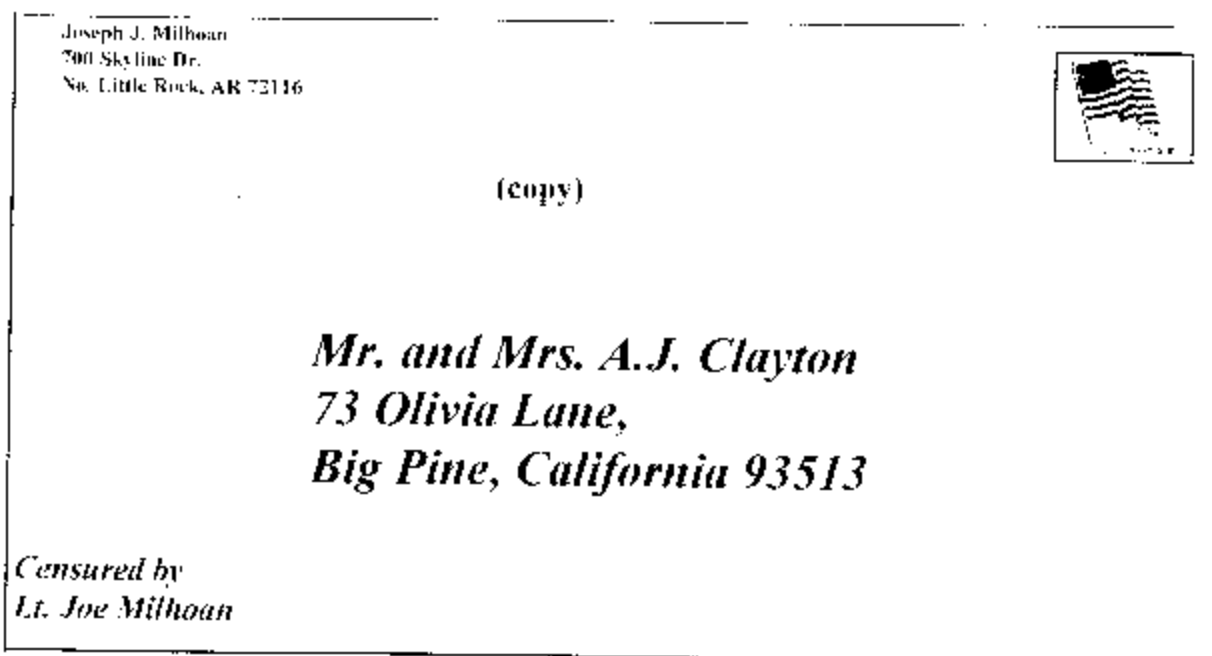 Joseph J. Milhoan
700 Skyline Dr.
No. Little Rock, AR 72116
(copy)
Mr. and Mrs. A.J. Clayton
73 Olivia Lane,
Big Pine, California 93513
Censured by
Lt. Joe Milhoan